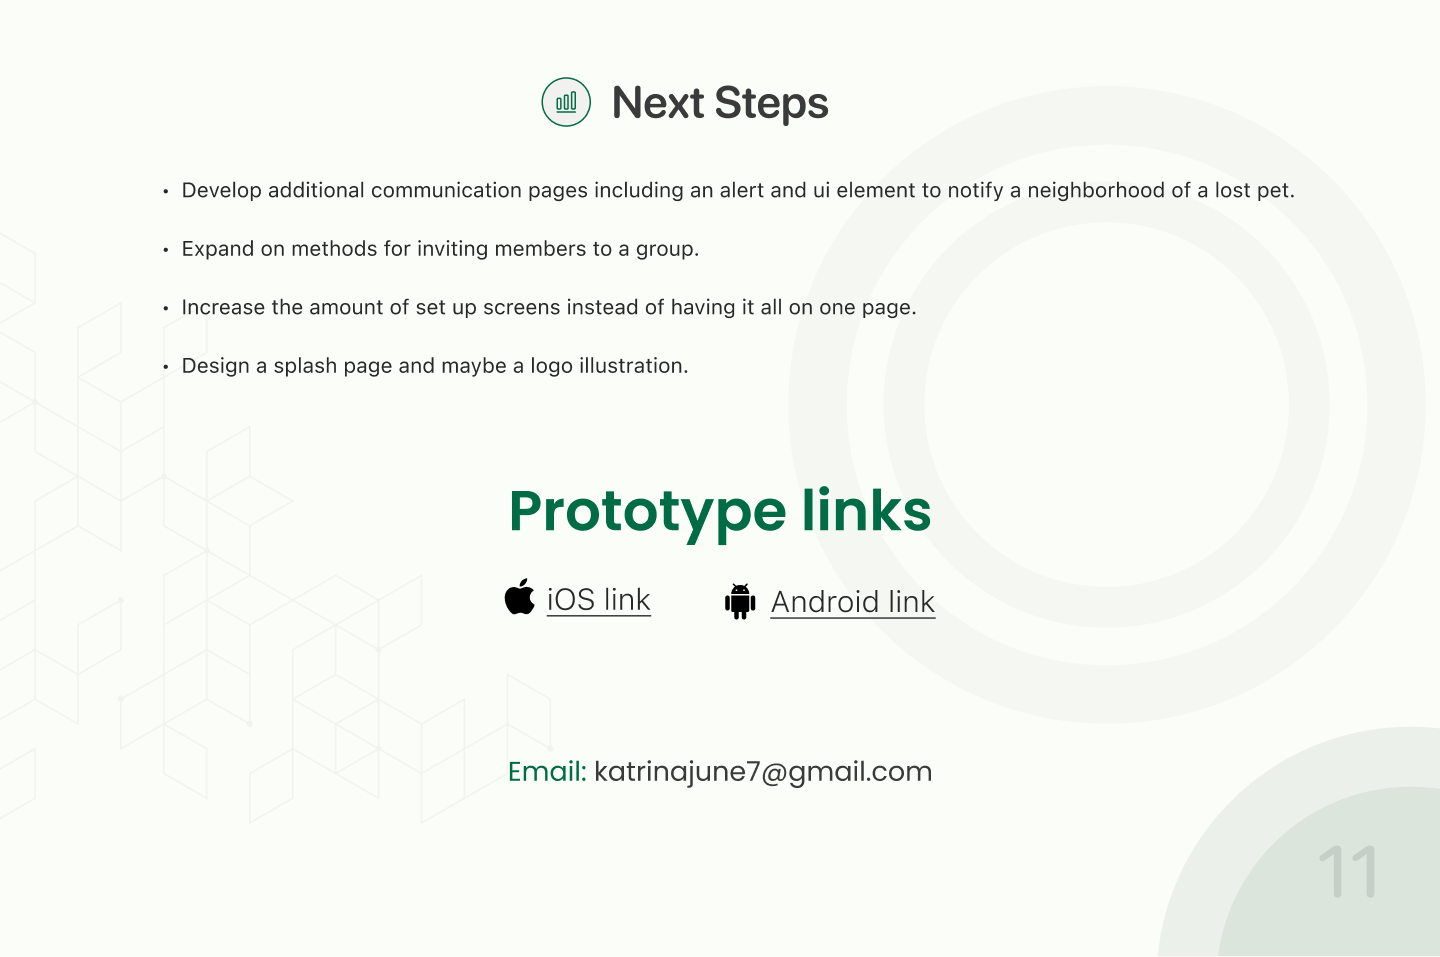 Next Steps
• Develop additional communication pages including an alert and ui element to notify a neighborhood of a lost pet.
• Expand on methods for inviting members to a group.
• Increase the amount of set up screens instead of having it all on one page.
• Design a splash page and maybe a logo illustration.
Prototype links
iOS link
Android link
Email: katrinajune7@gmail.com
11